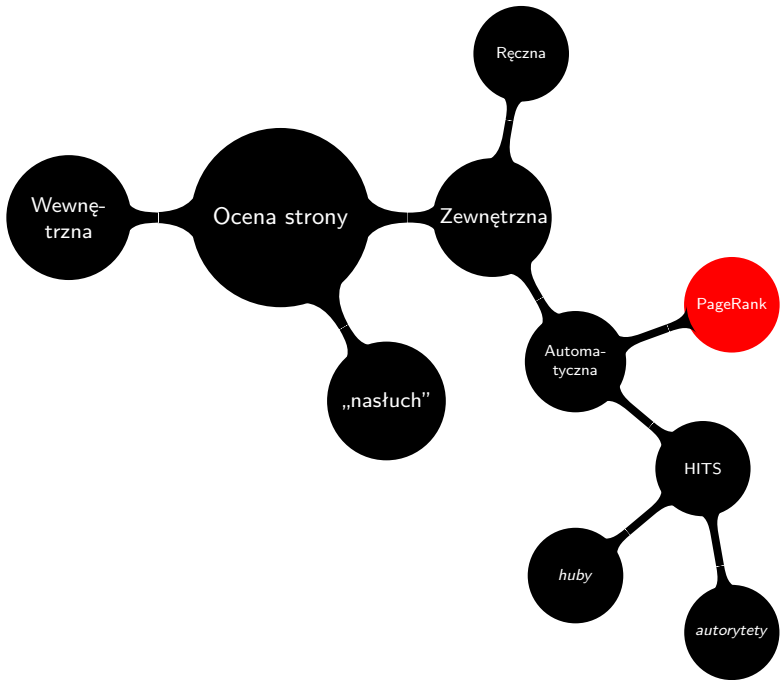 Ręczna
Wewnę-
trzna
Ocena strony
Zewnętrzna
PageRank
Automa-
tyczna
„nasłuch”
HITS
huby
autorytety